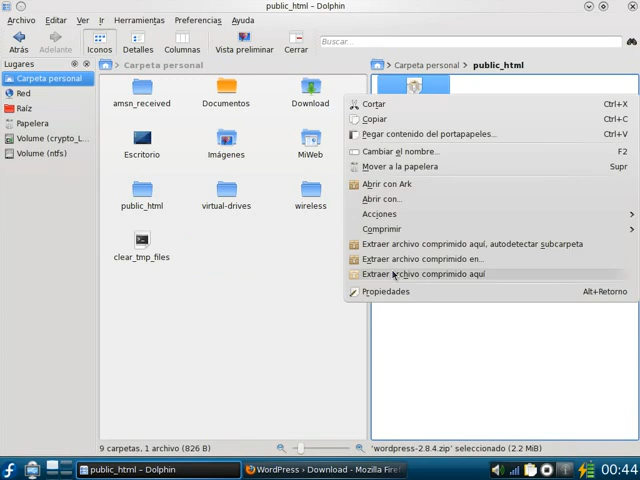 public_html – Dolphin
Archivo Editar Ver Ir Herramientas Preferencias Ayuda
Atrás Adelante Iconos Detalles Columnas Vista preliminar Cerrar Buscar...
Lugares
Carpeta personal
Red
Raíz
Papelera
Volume (crypto_L...
Volume (ntfs)
Carpeta personal
amsn_received Documentos Download
Escritorio Imágenes MiWeb
public_html virtual-drives wireless
clear_tmp_files
9 carpetas, 1 archivo (826 B)
Carpeta personal > public_html
Cortar Ctrl+X
Copiar Ctrl+C
Pegar contenido del portapapeles... Ctrl+V
Cambiar el nombre... F2
Mover a la papelera Supr
Abrir con Ark
Abrir con...
Acciones
Comprimir
Extraer archivo comprimido aquí, autodetectar subcarpeta
Extraer archivo comprimido en...
Extraer archivo comprimido aquí
Propiedades Alt+Retorno
'wordpress-2.8.4.zip' seleccionado (2.2 MiB)
public_html – Dolphin
WordPress › Download - Mozilla Firef
00:44